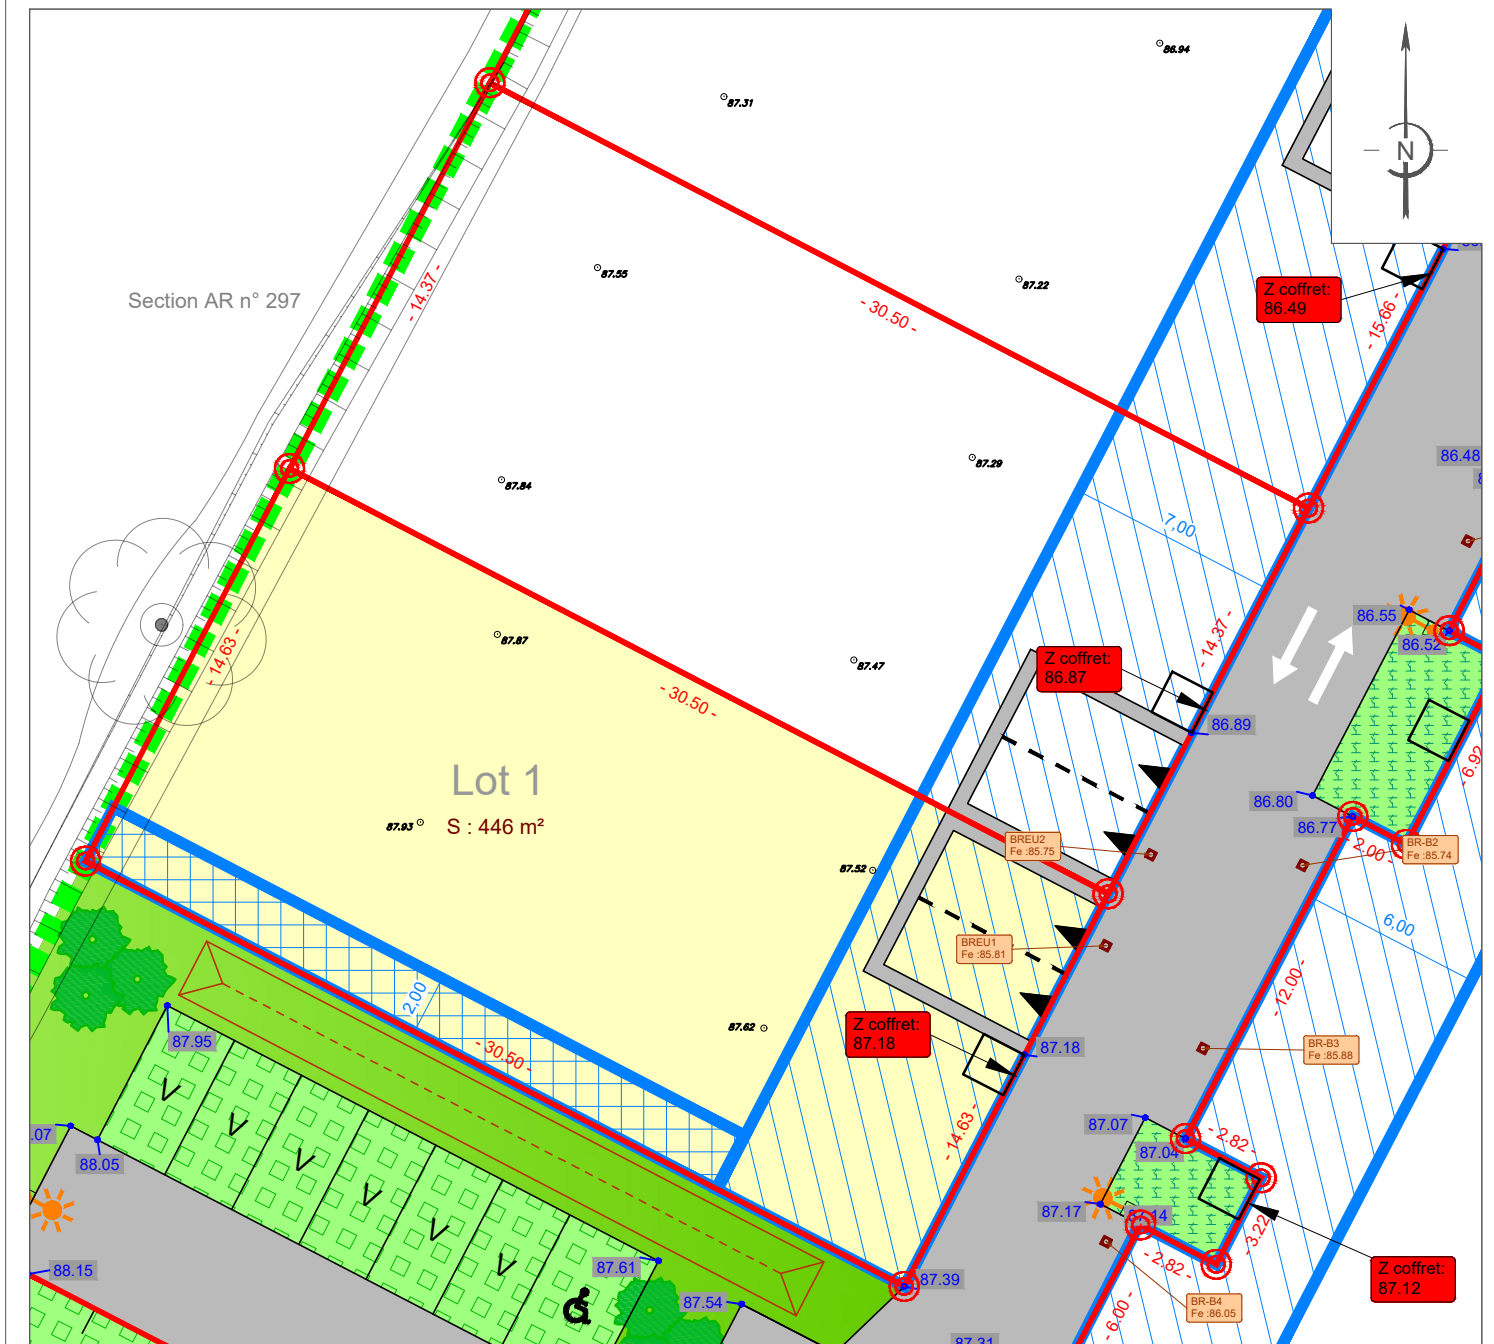 86.94
87.31
N
- 14.37 -
87.55
87.22
Section AR n° 297
- 30.50 -
Z coffret:
86.49
- 15.66 -
86.48
87.84
87.29
7,00
87.87
87.47
- 14.63 -
- 30.50 -
- 14.37 -
86.55
86.52
Z coffret:
86.87
86.89
Lot 1
S : 446 m²
87.93
86.80
86.77
- 6.92
- 2.00 -
BREU2
Fe :85.75
BR-B2
Fe :85.74
87.52
6,00
BREU1
Fe :85.81
2,00
- 12.00 -
87.62
Z coffret:
87.18
87.18
87.95
- 30.50 -
BR-B3
Fe :85.88
.07
88.05
V
V
V
V
V
V
- 14.63 -
87.07
87.04
- 2.82 -
87.17
87.14
- 3.22 -
- 2.82 -
Z coffret:
87.12
88.15
87.61
87.54
87.39
- 6.00 -
BR-B4
Fe :86.05
87.31